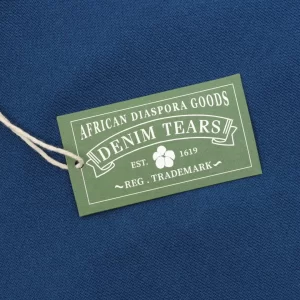 AFRICAN DIASPORA GOODS
DENIM TEARS
EST. 1619
~REG. TRADEMARK~